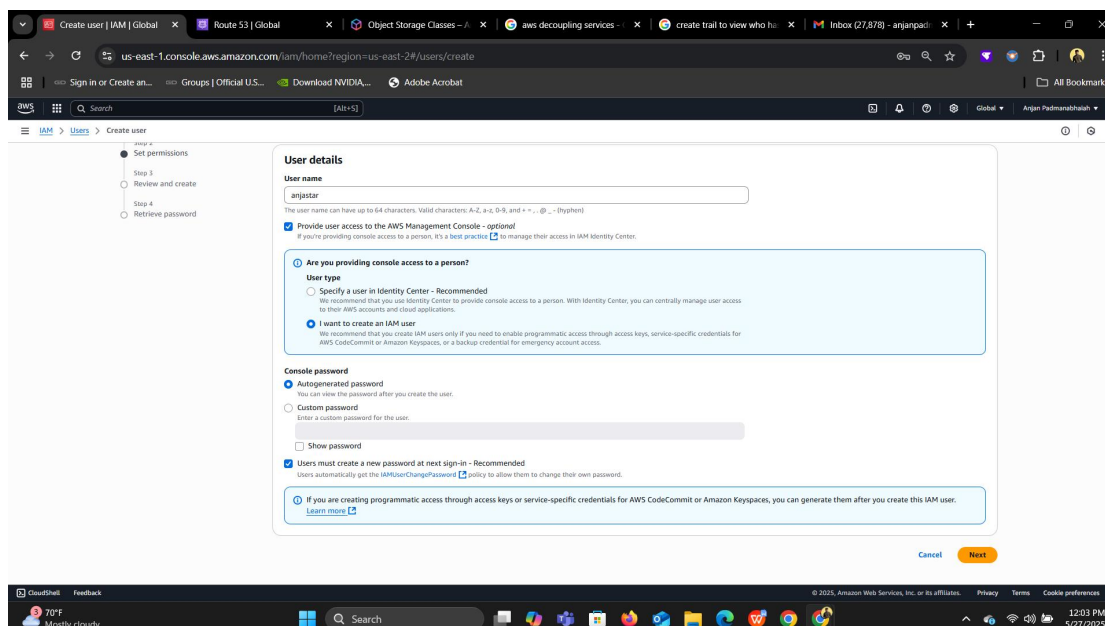 Create user | IAM | Global
Route 53 | Global
Object Storage Classes – A
aws decoupling services - G
create trail to view who ha
Inbox (27,878) - anjanpadm
us-east-1.console.aws.amazon.com/iam/home?region=us-east-2#/users/create
Sign in or Create an...
Groups | Official U.S...
Download NVIDIA,...
Adobe Acrobat
All Bookmark
aws
Search
[Alt+S]
Global
Anjan Padmanabhaiah
IAM > Users > Create user
Step 2
Set permissions
Step 3
Review and create
Step 4
Retrieve password
User details
User name
anjastar
The user name can have up to 64 characters. Valid characters: A-Z, a-z, 0-9, and + = , . @ _ - (hyphen)
Provide user access to the AWS Management Console - optional
If you're providing console access to a person, it's a best practice to manage their access in IAM Identity Center.
Are you providing console access to a person?
User type
Specify a user in Identity Center - Recommended
We recommend that you use Identity Center to provide console access to a person. With Identity Center, you can centrally manage user access
to their AWS accounts and cloud applications.
I want to create an IAM user
We recommend that you create IAM users only if you need to enable programmatic access through access keys, service-specific credentials for
AWS CodeCommit or Amazon Keyspaces, or a backup credential for emergency account access.
Console password
Autogenerated password
You can view the password after you create the user.
Custom password
Enter a custom password for the user.
Show password
Users must create a new password at next sign-in - Recommended
Users automatically get the IAMUserChangePassword policy to allow them to change their own password.
If you are creating programmatic access through access keys or service-specific credentials for AWS CodeCommit or Amazon Keyspaces, you can generate them after you create this IAM user.
Learn more
Cancel
Next
CloudShell
Feedback
© 2025, Amazon Web Services, Inc. or its affiliates.
Privacy
Terms
Cookie preferences
3
70°F
Mostly cloudy
Search
12:03 PM
5/27/2025